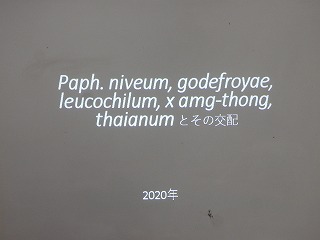 Paph. niveum, godefroyae,
leucochilum, x amg-thong,
thaianum とその交配
2020年